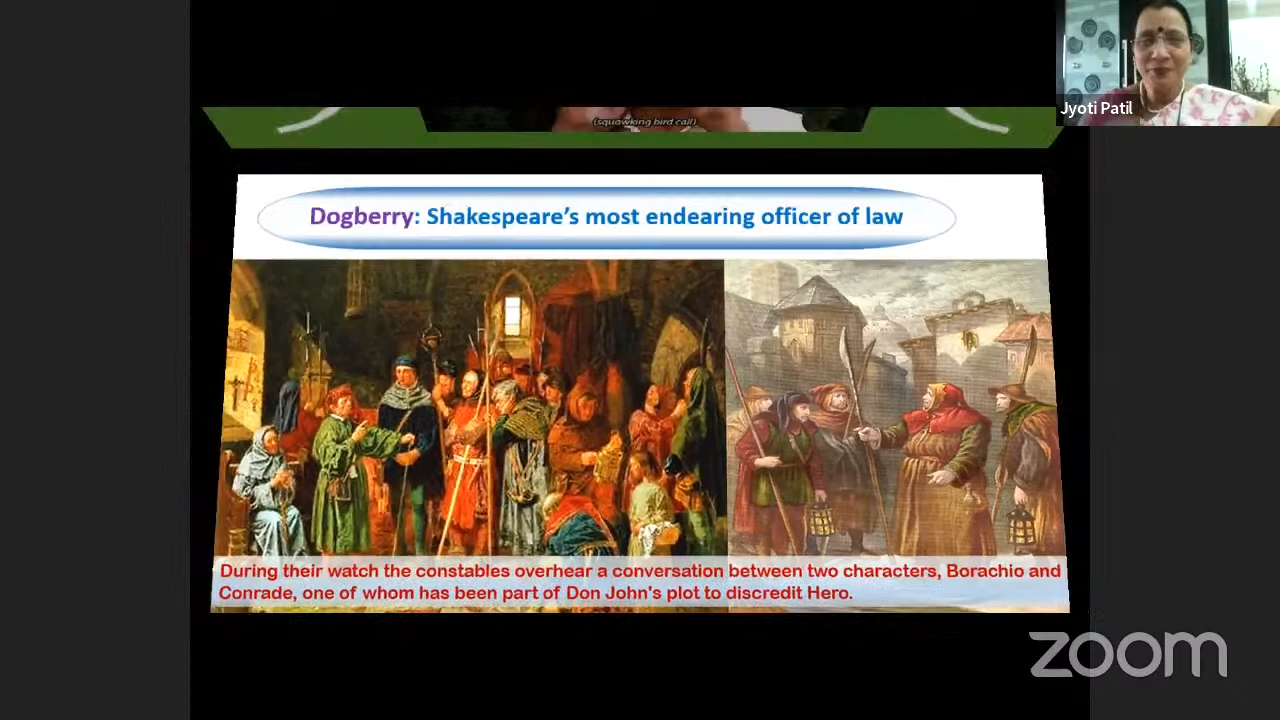 Jyoti Patil
(squawking bird call)
Dogberry: Shakespeare's most endearing officer of law
During their watch the constables overhear a conversation between two characters, Borachio and
Conrade, one of whom has been part of Don John's plot to discredit Hero.
zoom